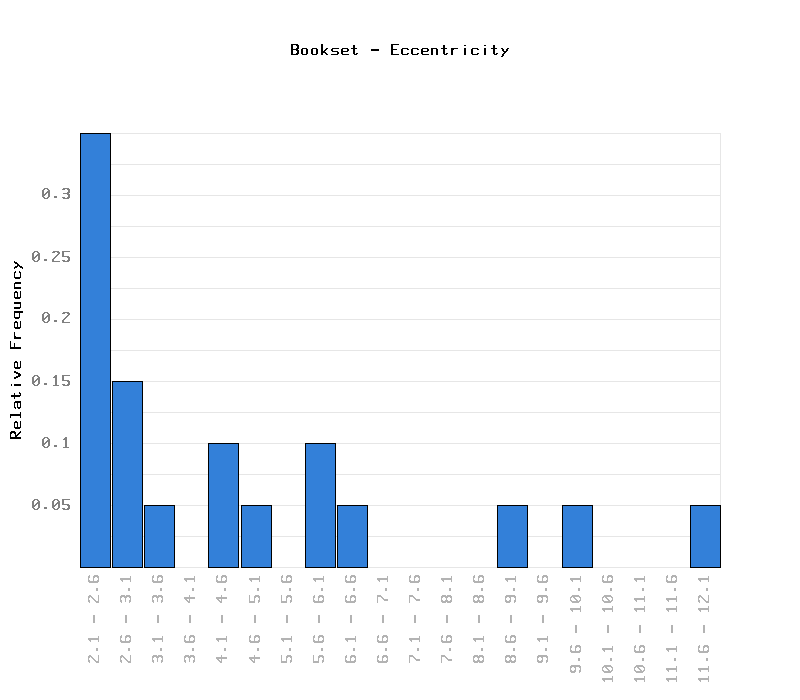 Bookset - Eccentricity
Relative Frequency
0.3
0.25
0.2
0.15
0.1
0.05
2.1 - 2.6
2.6 - 3.1
3.1 - 3.6
3.6 - 4.1
4.1 - 4.6
4.6 - 5.1
5.1 - 5.6
5.6 - 6.1
6.1 - 6.6
6.6 - 7.1
7.1 - 7.6
7.6 - 8.1
8.1 - 8.6
8.6 - 9.1
9.1 - 9.6
9.6 - 10.1
10.1 - 10.6
10.6 - 11.1
11.1 - 11.6
11.6 - 12.1